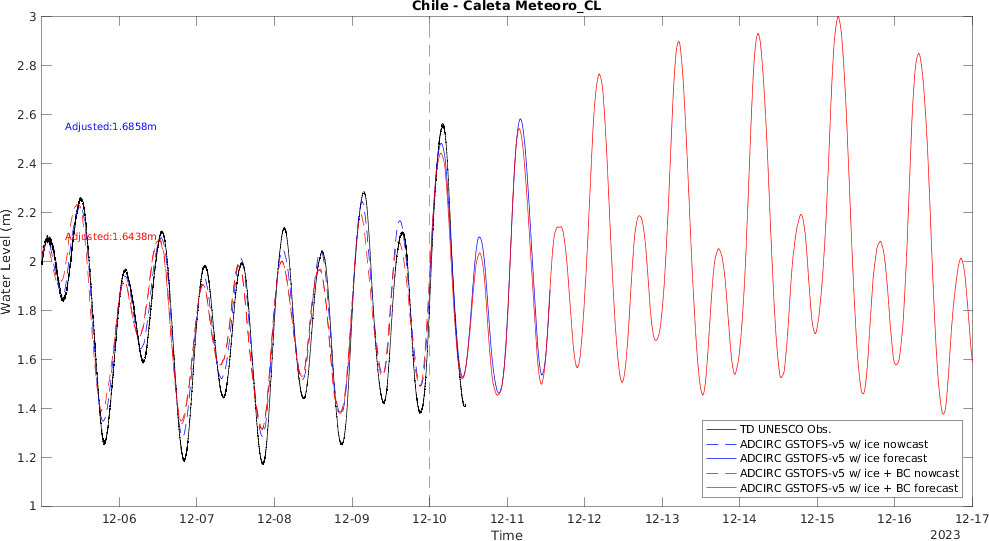 Chile - Caleta Meteoro_CL
3
2.8
2.6
2.4
2.2
2
1.8
1.6
1.4
1.2
1
Water Level (m)
Adjusted:1.6858m
Adjusted:1.6438m
TD UNESCO Obs.
ADCIRC GSTOFS-v5 w/ ice nowcast
ADCIRC GSTOFS-v5 w/ ice forecast
ADCIRC GSTOFS-v5 w/ ice + BC nowcast
ADCIRC GSTOFS-v5 w/ ice + BC forecast
12-06 12-07 12-08 12-09 12-10 12-11 12-12 12-13 12-14 12-15 12-16 12-17
Time
2023